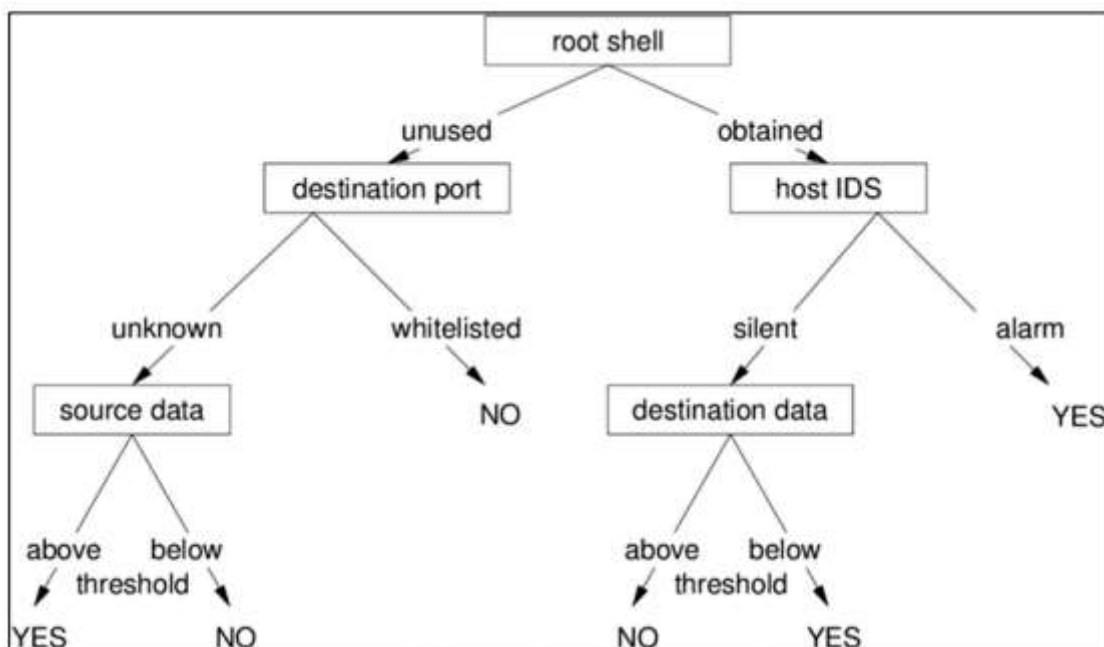 root shell
unused obtained
destination port host IDS
unknown whitelisted silent alarm
source data NO destination data YES
above below above below
threshold threshold
YES NO NO YES